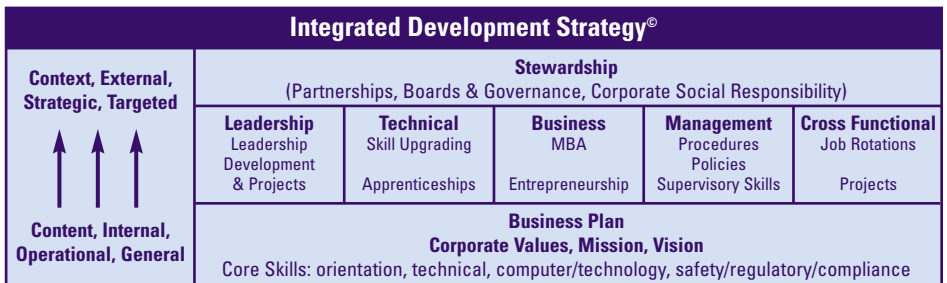 Integrated Development Strategy©
Context, External,
Strategic, Targeted
Content, Internal,
Operational, General
Stewardship
(Partnerships, Boards & Governance, Corporate Social Responsibility)
Leadership
Leadership
Development
& Projects
Technical
Skill Upgrading
Apprenticeships
Business
MBA
Entrepreneurship
Management
Procedures
Policies
Supervisory Skills
Cross Functional
Job Rotations
Projects
Business Plan
Corporate Values, Mission, Vision
Core Skills: orientation, technical, computer/technology, safety/regulatory/compliance